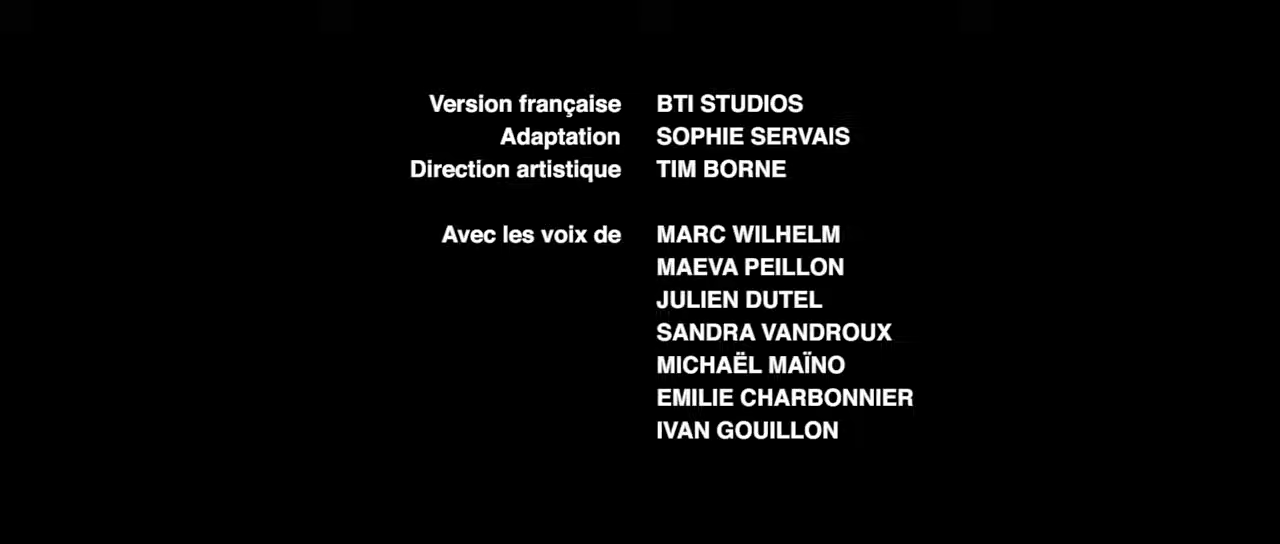 Version française BTI STUDIOS
Adaptation SOPHIE SERVAIS
Direction artistique TIM BORNE
Avec les voix de MARC WILHELM
MAEVA PEILLON
JULIEN DUTEL
SANDRA VANDROUX
MICHAËL MAÏNO
EMILIE CHARBONNIER
IVAN GOUILLON